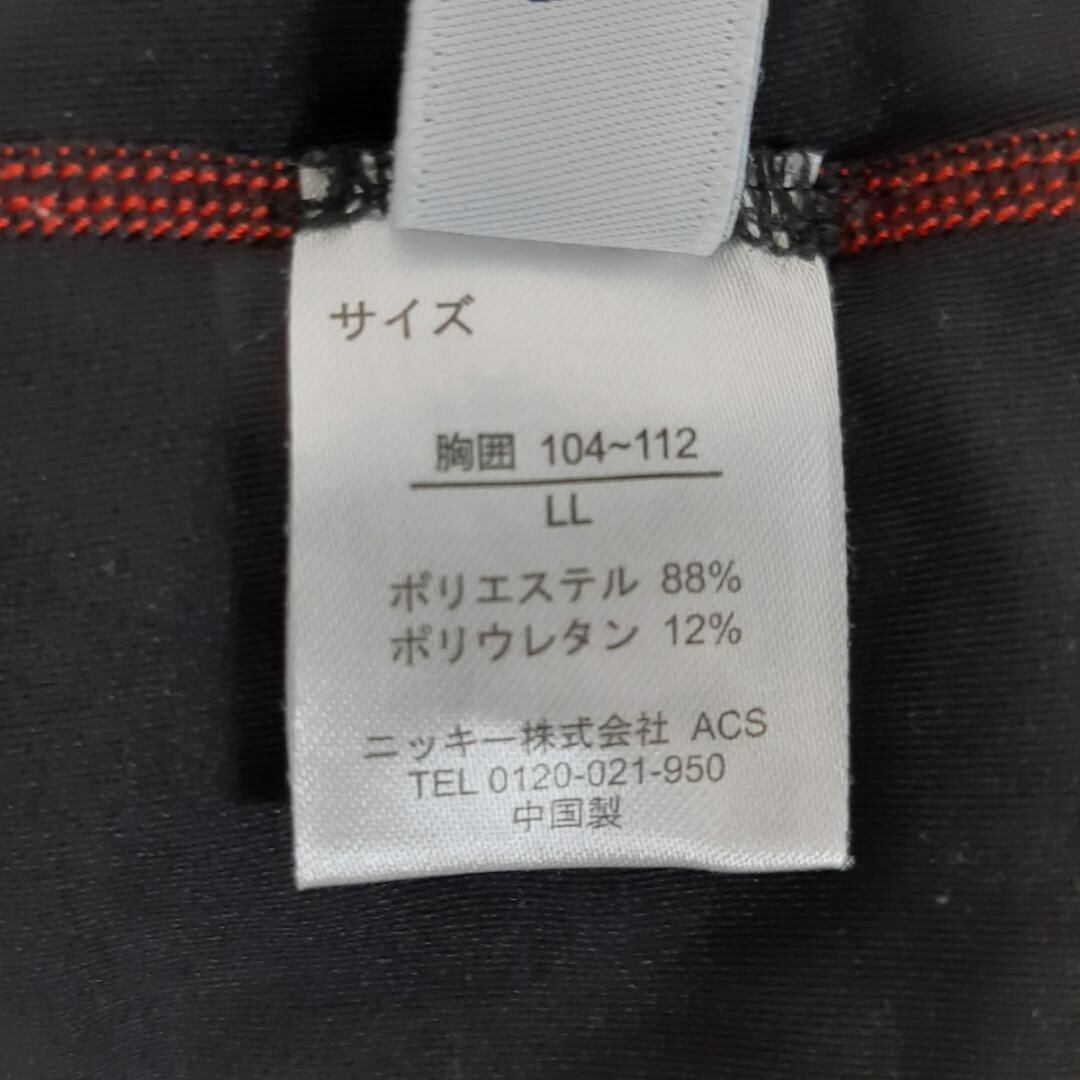 サイズ
胸囲 104~112
LL
ポリエステル 88%
ポリウレタン 12%
ニッキー株式会社 ACS
TEL 0120-021-950
中国製